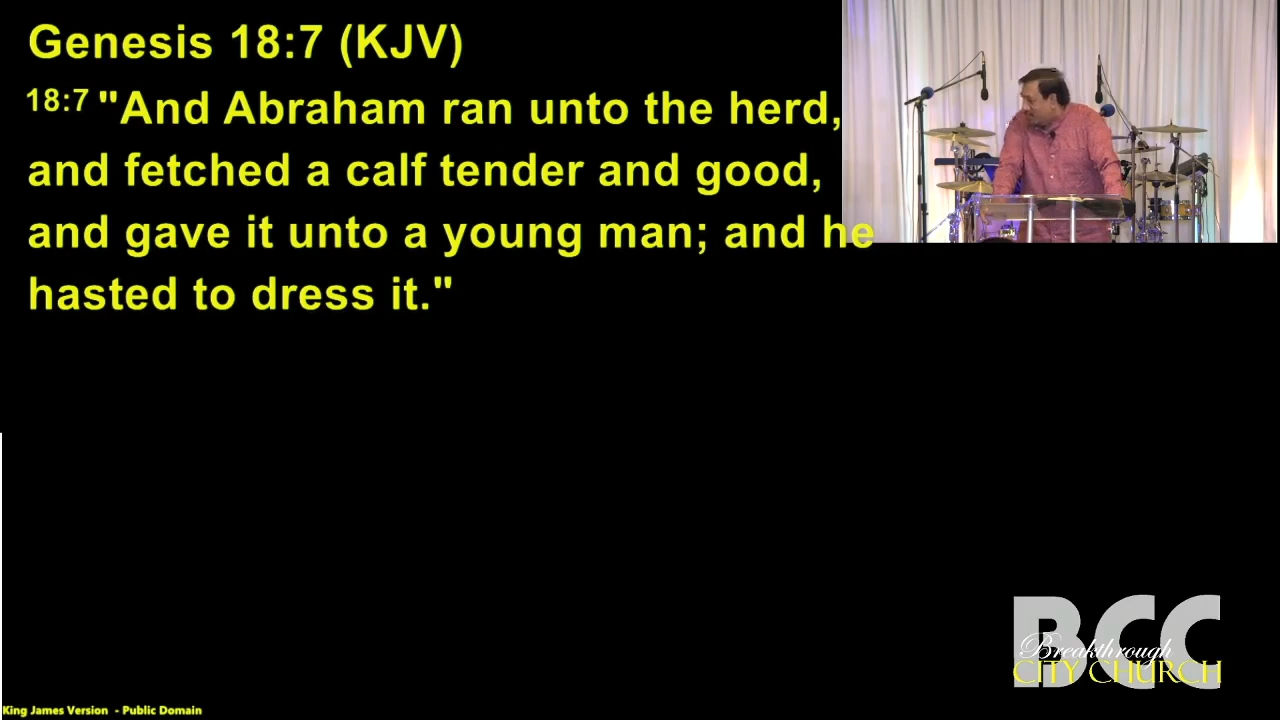 Genesis 18:7 (KJV)
18:7 "And Abraham ran unto the herd,
and fetched a calf tender and good,
and gave it unto a young man; and he
hasted to dress it."
BCC
Breakthrough
CITY CHURCH
King James Version - Public Domain